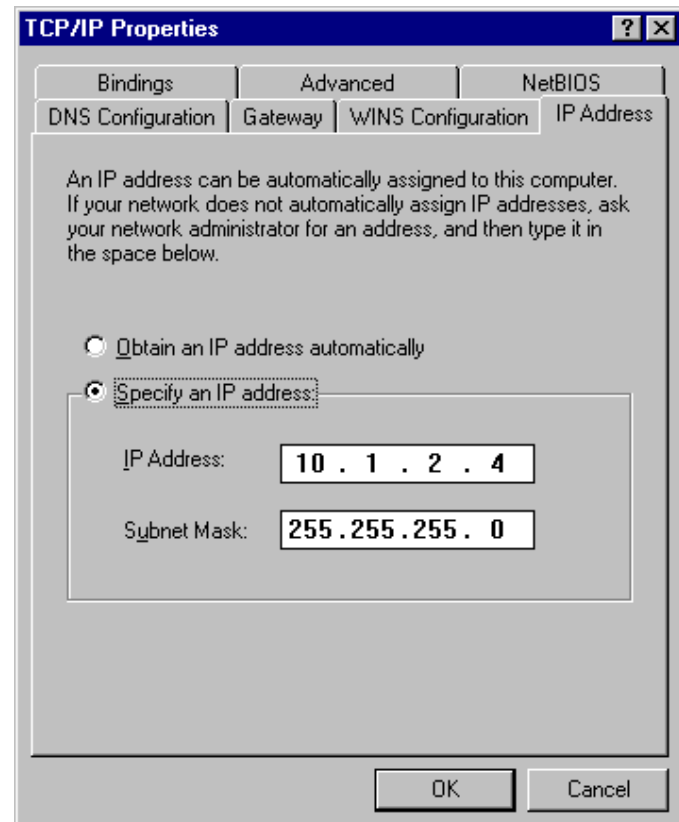 TCP/IP Properties
Bindings Advanced NetBIOS
DNS Configuration Gateway WINS Configuration IP Address
An IP address can be automatically assigned to this computer.
If your network does not automatically assign IP addresses, ask
your network administrator for an address, and then type it in
the space below.
Obtain an IP address automatically
Specify an IP address:
IP Address: 10 . 1 . 2 . 4
Subnet Mask: 255.255.255. 0
OK Cancel